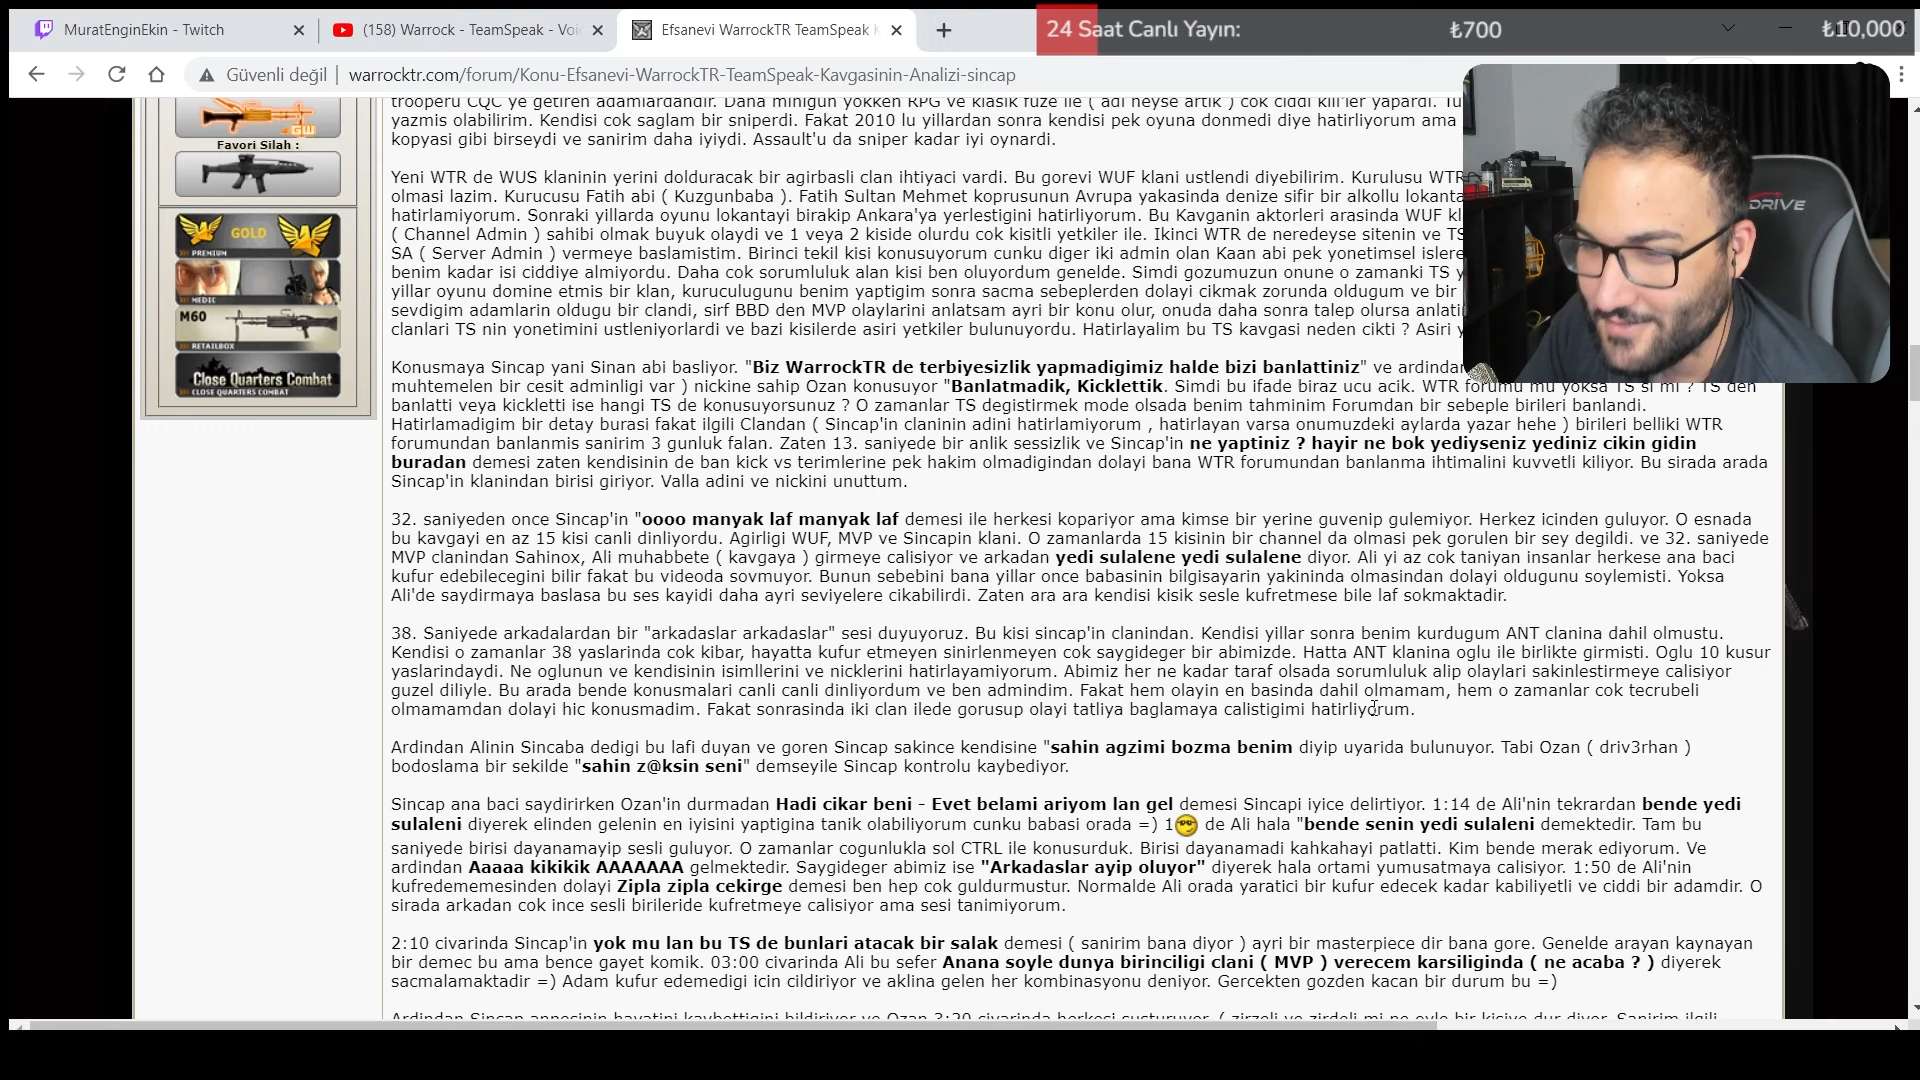 MuratEnginEkin - Twitch
(158) Warrock - TeamSpeak - Voi
Efsanevi WarrockTR TeamSpeak K
24 Saat Canlı Yayın:
₺700
₺10,000
Güvenli değil
warrocktr.com/forum/Konu-Efsanevi-WarrockTR-TeamSpeak-Kavgasinin-Analizi-sincap
GW
Favori Silah :
GOLD
PREMIUM
MEDIC
M60
RETAILBOX
Close Quarters Combat
CLOSE QUARTERS COMBAT
trooperu CQC ye getiren adamlardandir. Daha minigun yokken RPG ve klasik fuze ile ( adi neyse artik ) cok ciddi kill'ler yapardi. Tu
yazmis olabilirim. Kendisi cok saglam bir sniperdi. Fakat 2010 lu yillardan sonra kendisi pek oyuna donmedi diye hatirliyorum ama
kopyasi gibi birseydi ve sanirim daha iyiydi. Assault'u da sniper kadar iyi oynardi.
Yeni WTR de WUS klaninin yerini dolduracak bir agirbasli clan ihtiyaci vardi. Bu gorevi WUF klani ustlendi diyebilirim. Kurulusu WTR
olmasi lazim. Kurucusu Fatih abi ( Kuzgunbaba ). Fatih Sultan Mehmet koprusunun Avrupa yakasinda denize sifir bir alkollu lokanta
hatirlamiyorum. Sonraki yillarda oyunu lokantayi birakip Ankara'ya yerlestigini hatirliyorum. Bu Kavganin aktorleri arasinda WUF kl
( Channel Admin ) sahibi olmak buyuk olaydi ve 1 veya 2 kiside olurdu cok kisitli yetkiler ile. Ikinci WTR de neredeyse sitenin ve TS
SA ( Server Admin ) vermeye baslamistim. Birinci tekil kisi konusuyorum cunku diger iki admin olan Kaan abi pek yonetimsel islere
benim kadar isi ciddiye almiyordu. Daha cok sorumluluk alan kisi ben oluyordum genelde. Simdi gozumuzun onune o zamanki TS y
yillar oyunu domine etmis bir klan, kuruculugunu benim yaptigim sonra sacma sebeplerden dolayi cikmak zorunda oldugum ve bir
sevdigim adamlarin oldugu bir clandi, sirf BBD den MVP olaylarini anlatsam ayri bir konu olur, onuda daha sonra talep olursa anlati
clanlari TS nin yonetimini ustleniyorlardi ve bazi kisilerde asiri yetkiler bulunuyordu. Hatirlayalim bu TS kavgasi neden cikti ? Asiri y
Konusmaya Sincap yani Sinan abi basliyor. "Biz WarrockTR de terbiyesizlik yapmadigimiz halde bizi banlattiniz" ve ardindan
muhtemelen bir cesit adminligi var ) nickine sahip Ozan konusuyor "Banlatmadik, Kicklettik. Simdi bu ifade biraz ucu acik. WTR forumu mu yoksa TS si mi ? TS den
banlatti veya kickletti ise hangi TS de konusuyorsunuz ? O zamanlar TS degistirmek mode olsada benim tahminim Forumdan bir sebeple birileri banlandi.
Hatirlamadigim bir detay burasi fakat ilgili Clandan ( Sincap'in claninin adini hatirlamiyorum , hatirlayan varsa onumuzdeki aylarda yazar hehe ) birileri belliki WTR
forumundan banlanmis sanirim 3 gunluk falan. Zaten 13. saniyede bir anlik sessizlik ve Sincap'in ne yaptiniz ? hayir ne bok yediyseniz yediniz cikin gidin
buradan demesi zaten kendisinin de ban kick vs terimlerine pek hakim olmadigindan dolayi bana WTR forumundan banlanma ihtimalini kuvvetli kiliyor. Bu sirada arada
Sincap'in klanindan birisi giriyor. Valla adini ve nickini unuttum.
32. saniyeden once Sincap'in "oooo manyak laf manyak laf demesi ile herkesi kopariyor ama kimse bir yerine guvenip gulemiyor. Herkez icinden guluyor. O esnada
bu kavgayi en az 15 kisi canli dinliyordu. Agirligi WUF, MVP ve Sincapin klani. O zamanlarda 15 kisinin bir channel da olmasi pek gorulen bir sey degildi. ve 32. saniyede
MVP clanindan Sahinox, Ali muhabbete ( kavgaya ) girmeye calisiyor ve arkadan yedi sulalene yedi sulalene diyor. Ali yi az cok taniyan insanlar herkese ana baci
kufur edebilecegini bilir fakat bu videoda sovmuyor. Bunun sebebini bana yillar once babasinin bilgisayarin yakininda olmasindan dolayi oldugunu soylemisti. Yoksa
Ali'de saydirmaya baslasa bu ses kayidi daha ayri seviyelere cikabilirdi. Zaten ara ara kendisi kisik sesle kufretmese bile laf sokmaktadir.
38. Saniyede arkadalardan bir "arkadaslar arkadaslar" sesi duyuyoruz. Bu kisi sincap'in clanindan. Kendisi yillar sonra benim kurdugum ANT clanina dahil olmustu.
Kendisi o zamanlar 38 yaslarinda cok kibar, hayatta kufur etmeyen sinirlenmeyen cok saygideger bir abimizde. Hatta ANT klanina oglu ile birlikte girmisti. Oglu 10 kusur
yaslarindaydi. Ne oglunun ve kendisinin isimllerini ve nicklerini hatirlayamiyorum. Abimiz her ne kadar taraf olsada sorumluluk alip olaylari sakinlestirmeye calisiyor
guzel diliyle. Bu arada bende konusmalari canli canli dinliyordum ve ben admindim. Fakat hem olayin en basinda dahil olmamam, hem o zamanlar cok tecrubeli
olmamamdan dolayi hic konusmadim. Fakat sonrasinda iki clan ilede gorusup olayi tatliya baglamaya calistigimi hatirliyorum.
Ardindan Alinin Sincaba dedigi bu lafi duyan ve goren Sincap sakince kendisine "sahin agzimi bozma benim diyip uyarida bulunuyor. Tabi Ozan ( driv3rhan )
bodoslama bir sekilde "sahin z@ksin seni" demseyile Sincap kontrolu kaybediyor.
Sincap ana baci saydirirken Ozan'in durmadan Hadi cikar beni - Evet belami ariyom lan gel demesi Sincapi iyice delirtiyor. 1:14 de Ali'nin tekrardan bende yedi
sulaleni diyerek elinden gelenin en iyisini yaptigina tanik olabiliyorum cunku babasi orada =) 1 de Ali hala "bende senin yedi sulaleni demektedir. Tam bu
saniyede birisi dayanamayip sesli guluyor. O zamanlar cogunlukla sol CTRL ile konusurduk. Birisi dayanadi kahkahayi patlatti. Kim bende merak ediyorum. Ve
ardindan Aaaaa kikikik AAAAAAA gelmektedir. Saygideger abimiz ise "Arkadaslar ayip oluyor" diyerek hala ortami yumusatmaya calisiyor. 1:50 de Ali'nin
kufredememesinden dolayi Zipla zipla cekirge demesi ben hep cok guldurmustur. Normalde Ali orada yaratici bir kufur edecek kadar kabiliyetli ve ciddi bir adamdir. O
sirada arkadan cok ince sesli birileride kufretmeye calisiyor ama sesi tanimiyorum.
2:10 civarinda Sincap'in yok mu lan bu TS de bunlari atacak bir salak demesi ( sanirim bana diyor ) ayri bir masterpiece dir bana gore. Genelde arayan kaynayan
bir demec bu ama bence gayet komik. 03:00 civarinda Ali bu sefer Anana soyle dunya birinciligi clani ( MVP ) verecem karsiliginda ( ne acaba ? ) diyerek
sacmalamaktadir =) Adam kufur edemedigi icin cildiriyor ve aklina gelen her kombinasyonu deniyor. Gercekten gozden kacan bir durum bu =)
Ardindan Sincap annesinin hayatini kaybettigini bildiriyor ve Ozan 3:20 civarinda herkesi susturuyor.
DRIVE